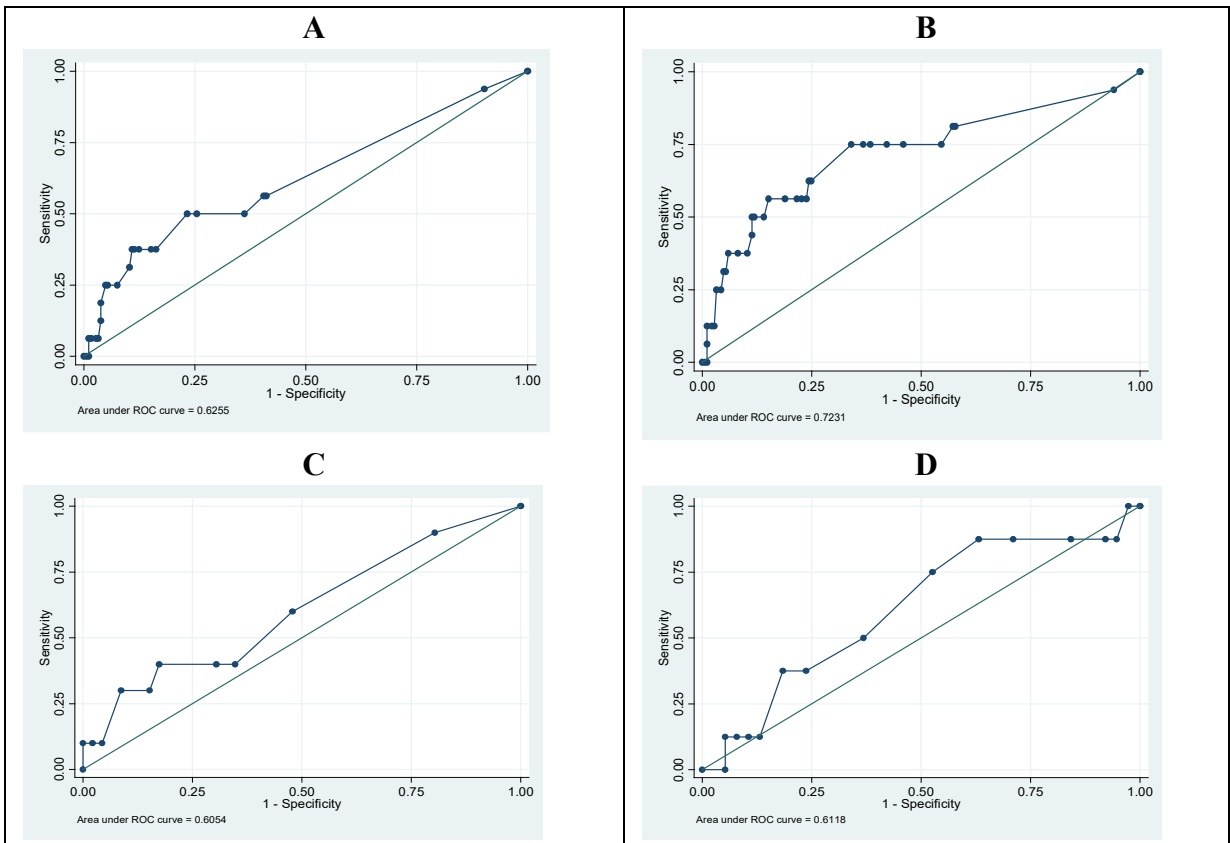 A
Sensitivity
1.00
0.75
0.50
0.25
0.00
0.00 0.25 0.50 0.75 1.00
1 - Specificity
Area under ROC curve = 0.6255
B
Sensitivity
1.00
0.75
0.50
0.25
0.00
0.00 0.25 0.50 0.75 1.00
1 - Specificity
Area under ROC curve = 0.7231
C
Sensitivity
1.00
0.75
0.50
0.25
0.00
0.00 0.25 0.50 0.75 1.00
1 - Specificity
Area under ROC curve = 0.6054
D
Sensitivity
1.00
0.75
0.50
0.25
0.00
0.00 0.25 0.50 0.75 1.00
1 - Specificity
Area under ROC curve = 0.6118